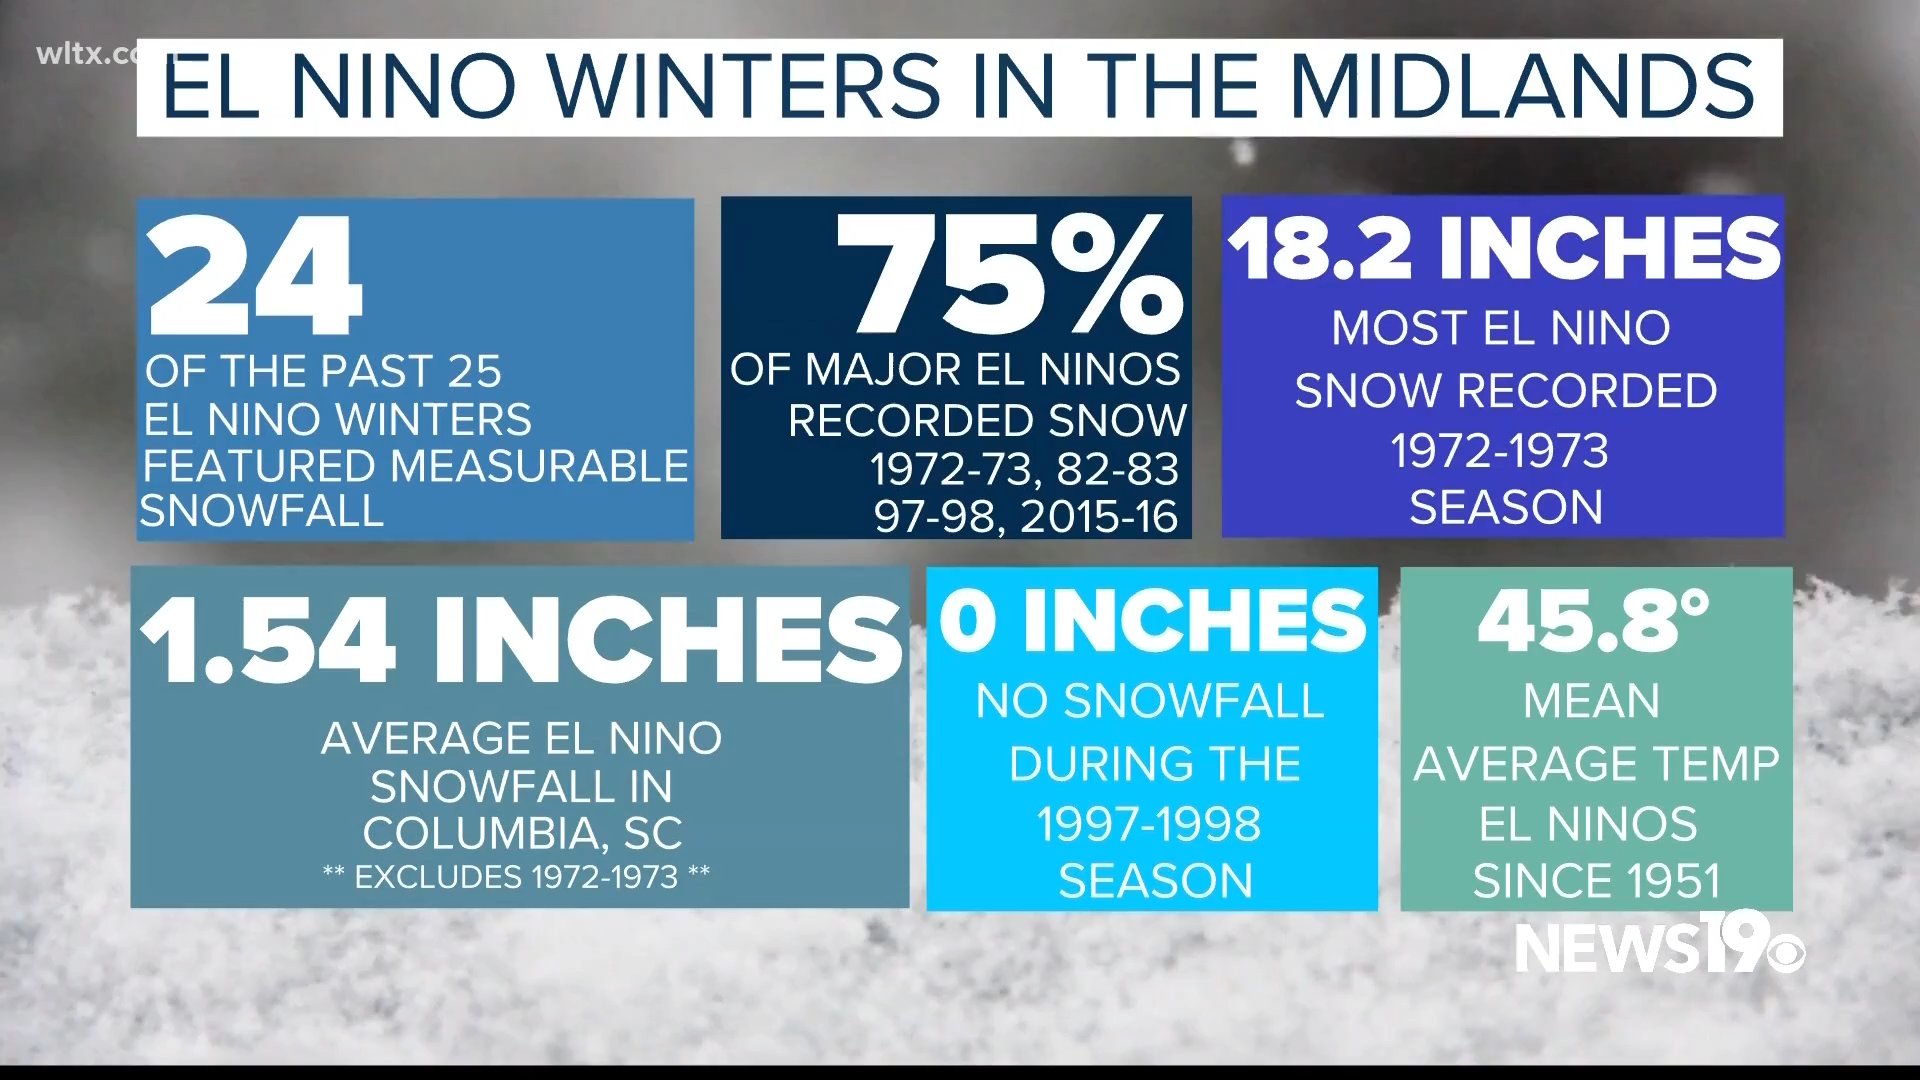 wltx.com
EL NINO WINTERS IN THE MIDLANDS
24
OF THE PAST 25
EL NINO WINTERS
FEATURED MEASURABLE
SNOWFALL
75%
OF MAJOR EL NINOS
RECORDED SNOW
1972-73, 82-83
97-98, 2015-16
18.2 INCHES
MOST EL NINO
SNOW RECORDED
1972-1973
SEASON
1.54 INCHES
AVERAGE EL NINO
SNOWFALL IN
COLUMBIA, SC
** EXCLUDES 1972-1973 **
0 INCHES
NO SNOWFALL
DURING THE
1997-1998
SEASON
45.8°
MEAN
AVERAGE TEMP
EL NINOS
SINCE 1951
NEWS19